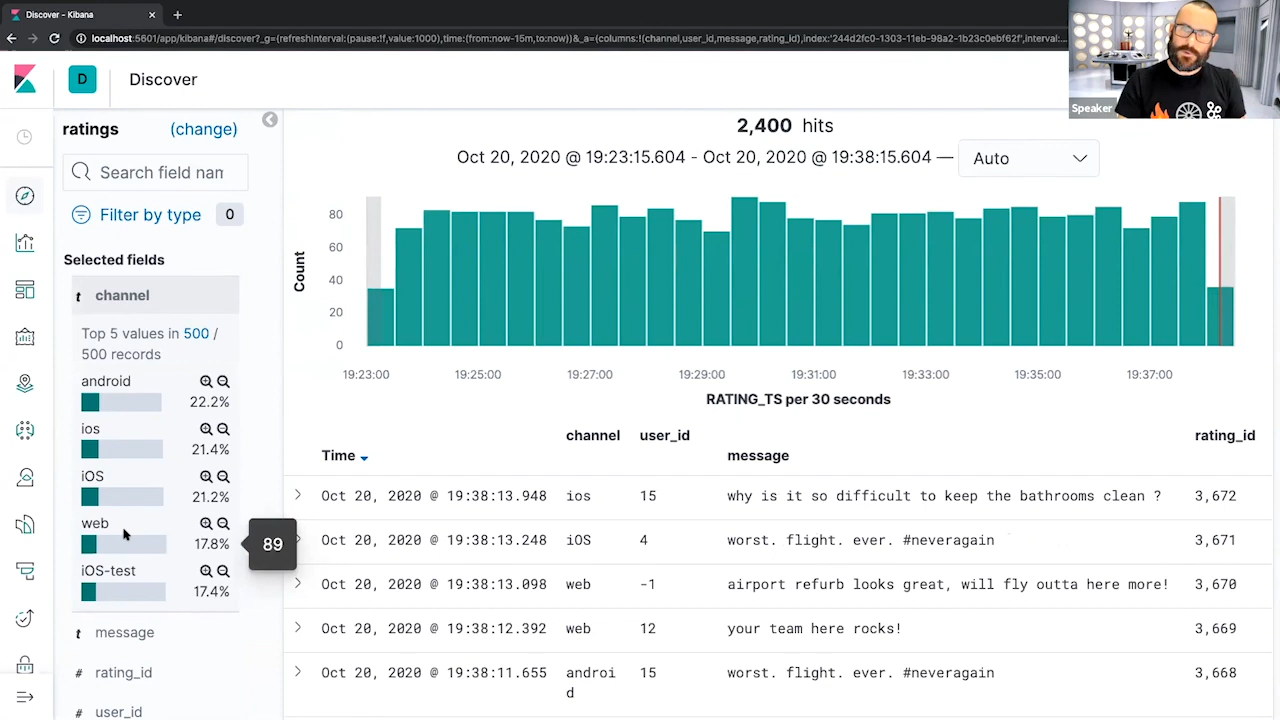 Discover - Kibana
localhost:5601/app/kibana#/discover?_g=(refreshInterval:(pause:!f,value:1000),time:(from:now-15m,to:now))&_a=(columns:!(channel,user_id,message,rating_id),index:'244d2fc0-1303-11eb-98a2-1b23c0ebf62f',interval:...
D Discover
Speaker
ratings (change)
Search field nam
Filter by type 0
Selected fields
t channel
Top 5 values in 500 /
500 records
android
22.2%
ios
21.4%
iOS
21.2%
web
17.8%
89
iOS-test
17.4%
t message
# rating_id
# user_id
2,400 hits
Oct 20, 2020 @ 19:23:15.604 - Oct 20, 2020 @ 19:38:15.604 — Auto
Count
80
60
40
20
0
19:23:00 19:25:00 19:27:00 19:29:00 19:31:00 19:33:00 19:35:00 19:37:00
RATING_TS per 30 seconds
Time channel user_id message rating_id
Oct 20, 2020 @ 19:38:13.948 ios 15 why is it so difficult to keep the bathrooms clean ? 3,672
Oct 20, 2020 @ 19:38:13.248 iOS 4 worst. flight. ever. #neveragain 3,671
Oct 20, 2020 @ 19:38:13.098 web -1 airport refurb looks great, will fly outta here more! 3,670
Oct 20, 2020 @ 19:38:12.392 web 12 your team here rocks! 3,669
Oct 20, 2020 @ 19:38:11.655 androi 15 worst. flight. ever. #neveragain 3,668
d